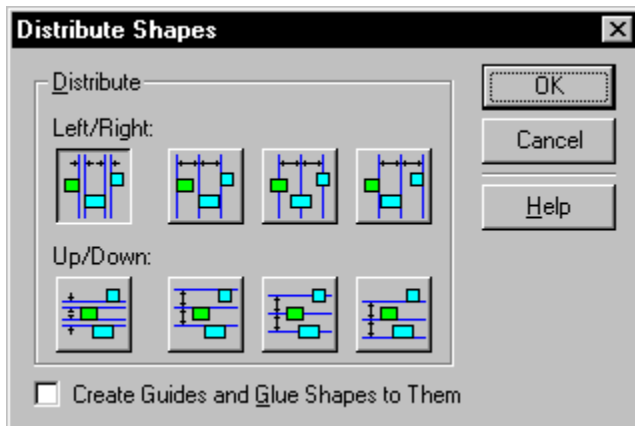 Distribute Shapes
Distribute
Left/Right:
Up/Down:
Create Guides and Glue Shapes to Them
OK
Cancel
Help